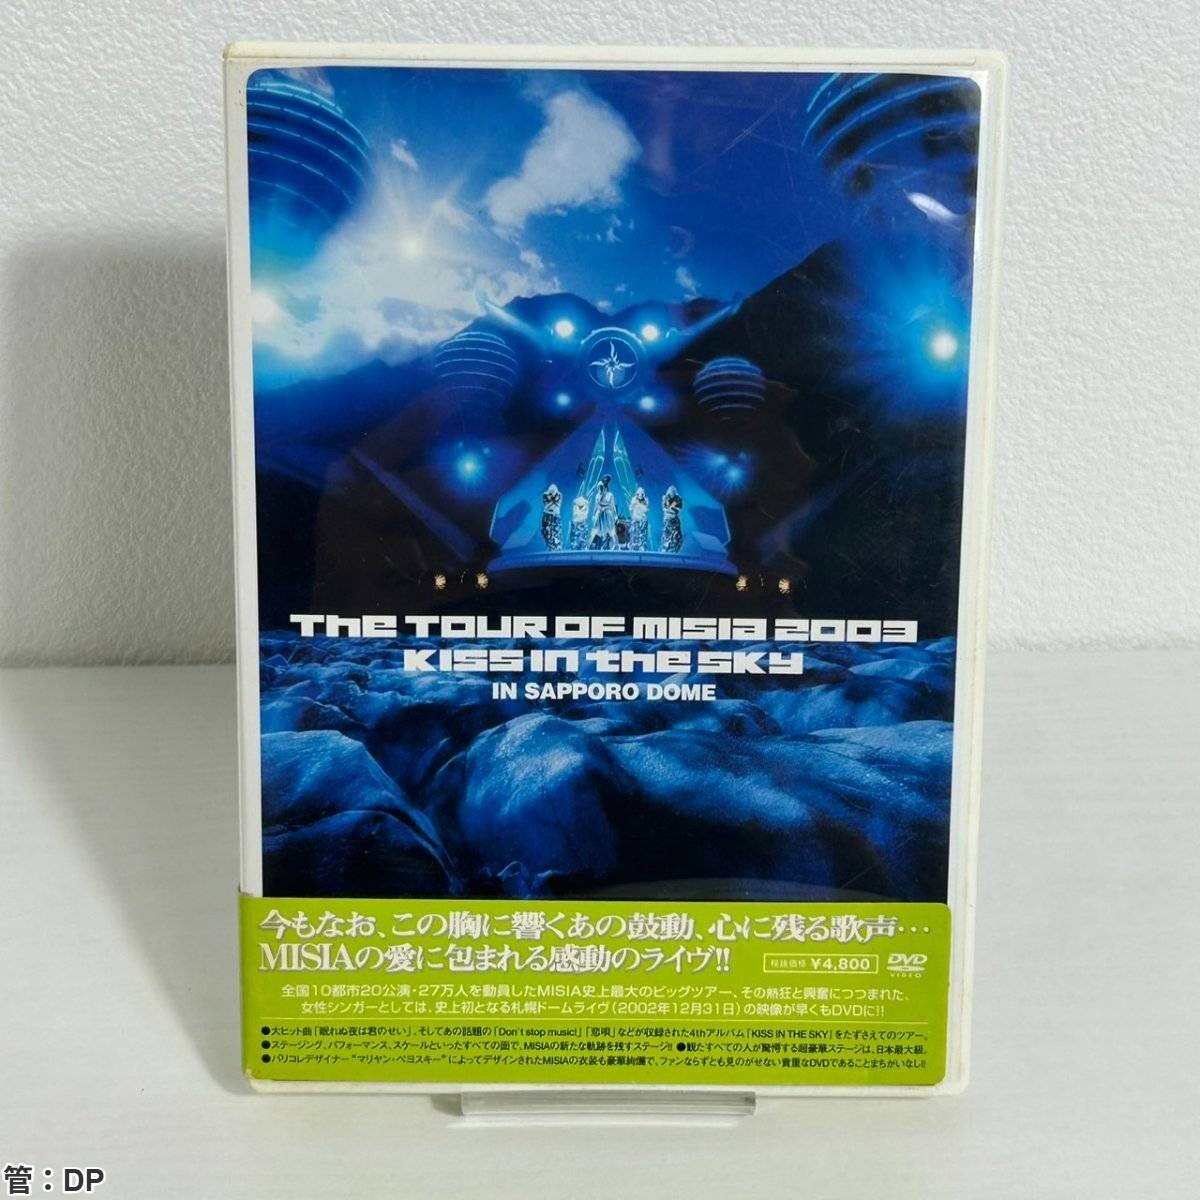 The TOUR OF MISIA 2003
KISS IN the SKY
IN SAPPORO DOME
今もなお、この胸に響くあの鼓動、心に残る歌声…
MISIAの愛に包まれる感動のライヴ!!
税抜価格 ¥4,800
DVD
VIDEO
全国10都市20公演・27万人を動員したMISIA史上最大のビッグツアー、その熱狂と興奮につつまれた、
女性シンガーとしては、史上初となる札幌ドームライヴ(2002年12月31日)の映像が早くもDVDに!!
●大ヒット曲「眠れぬ夜は君のせい」、そしてあの話題の「Don't stop music!」「恋唄」などが収録された4thアルバム「KISS IN THE SKY」をたずさえてのツアー。
●ステージング、パフォーマンス、スケールといったすべての面で、MISIAの新たな軌跡を残すステージ!! ●観たすべての人が驚愕する超豪華ステージは、日本最大級。
●パリコレデザイナー"マリヤン・ペヨスキー"によってデザインされたMISIAの衣装も豪華絢爛で、ファンならずとも見のがせない貴重なDVDであることまちがいなし!!
管：DP